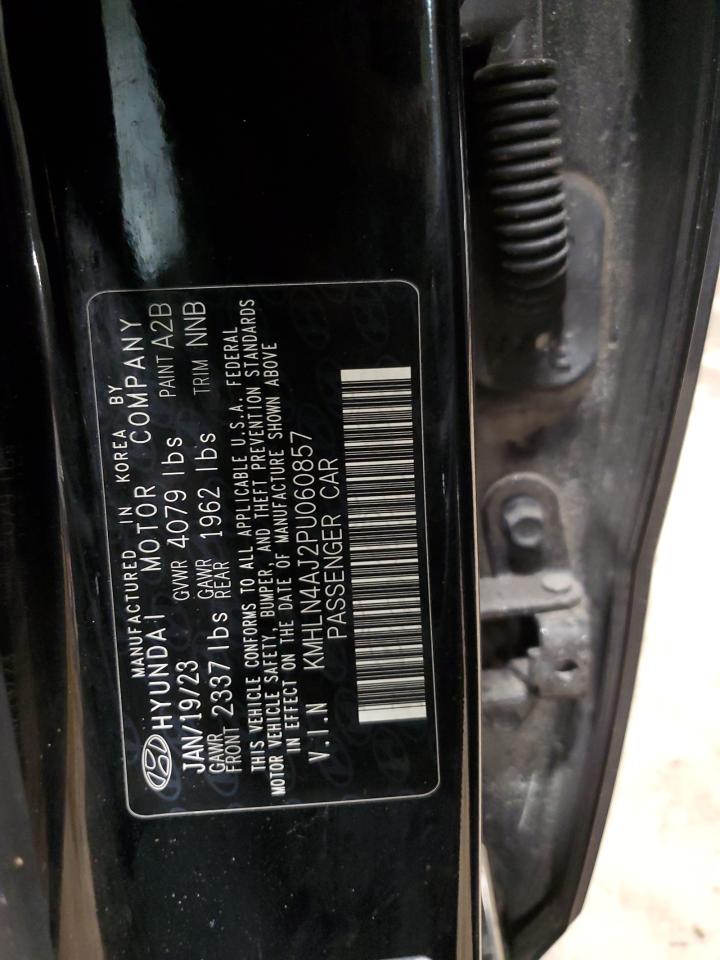 MANUFACTURED IN KOREA BY
HYUNDAI MOTOR COMPANY
JAN/19/23 GVWR 4079 lbs PAINT A2B
GAWR FRONT 2337 lbs GAWR REAR 1962 lbs TRIM NNB
THIS VEHICLE CONFORMS TO ALL APPLICABLE U.S.A. FEDERAL
MOTOR VEHICLE SAFETY, BUMPER, AND THEFT PREVENTION STANDARDS
IN EFFECT ON THE DATE OF MANUFACTURE SHOWN ABOVE
V.I.N KMHLN4AJ2PU060857
PASSENGER CAR